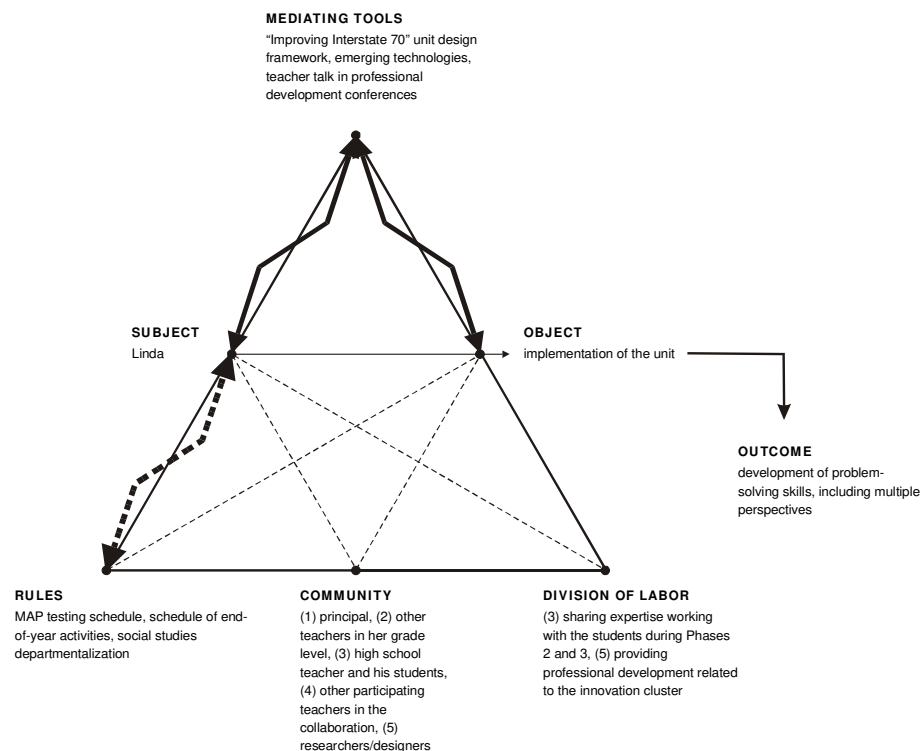 MEDIATING TOOLS
“Improving Interstate 70” unit design
framework, emerging technologies,
teacher talk in professional
development conferences
SUBJECT
Linda
OBJECT
implementation of the unit
OUTCOME
development of problem-
solving skills, including multiple
perspectives
RULES
MAP testing schedule, schedule of end-
of-year activities, social studies
departmentalization
COMMUNITY
(1) principal, (2) other
teachers in her grade
level, (3) high school
teacher and his students,
(4) other participating
teachers in the
collaboration, (5)
researchers/designers
DIVISION OF LABOR
(3) sharing expertise working
with the students during Phases
2 and 3, (5) providing
professional development related
to the innovation cluster